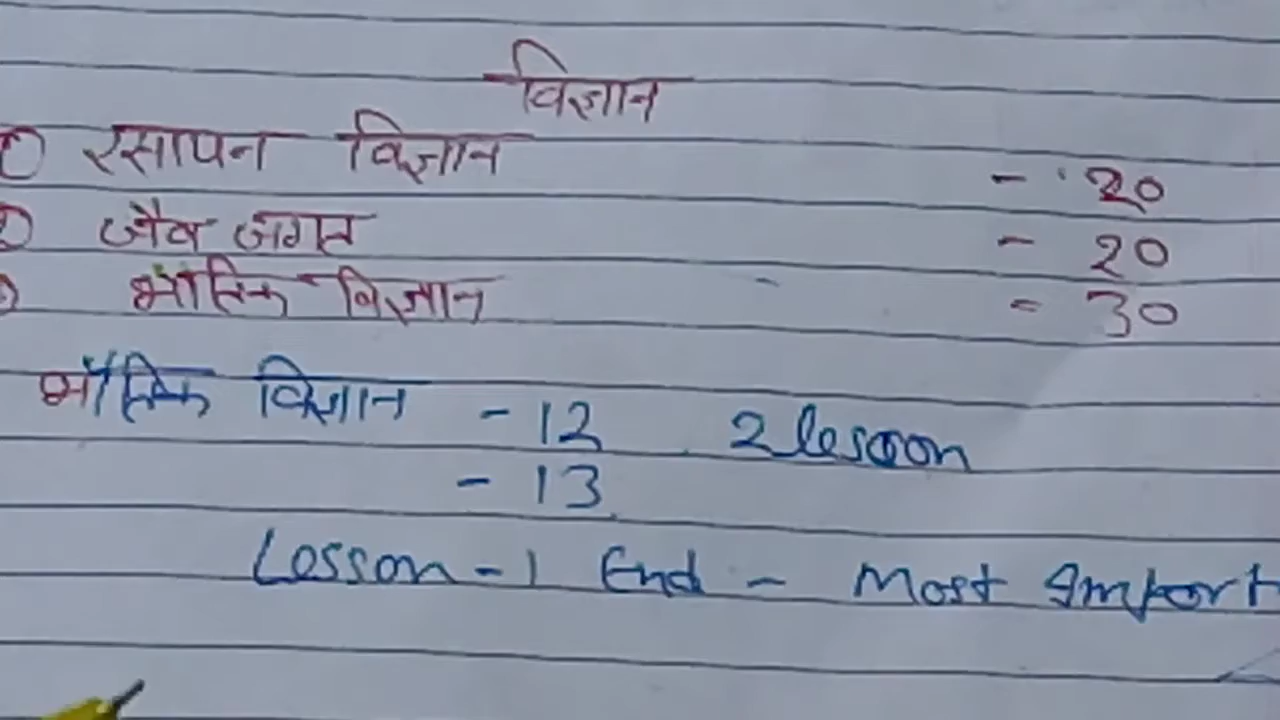 विज्ञान
① रसायन विज्ञान - 20
② जैव जगत - 20
③ भौतिक विज्ञान - 30
भौतिक विज्ञान - 12 2 lesson
- 13
Lesson - 1 End - Most Import